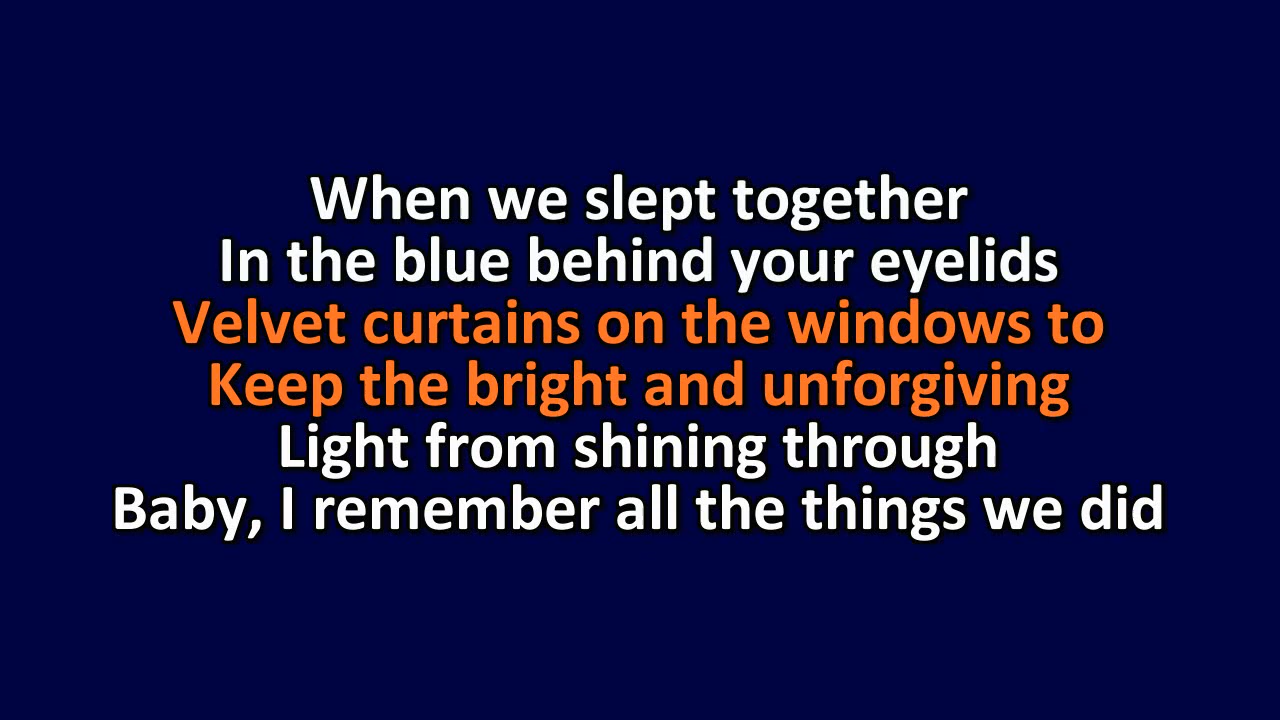 When we slept together
In the blue behind your eyelids
Velvet curtains on the windows to
Keep the bright and unforgiving
Light from shining through
Baby, I remember all the things we did